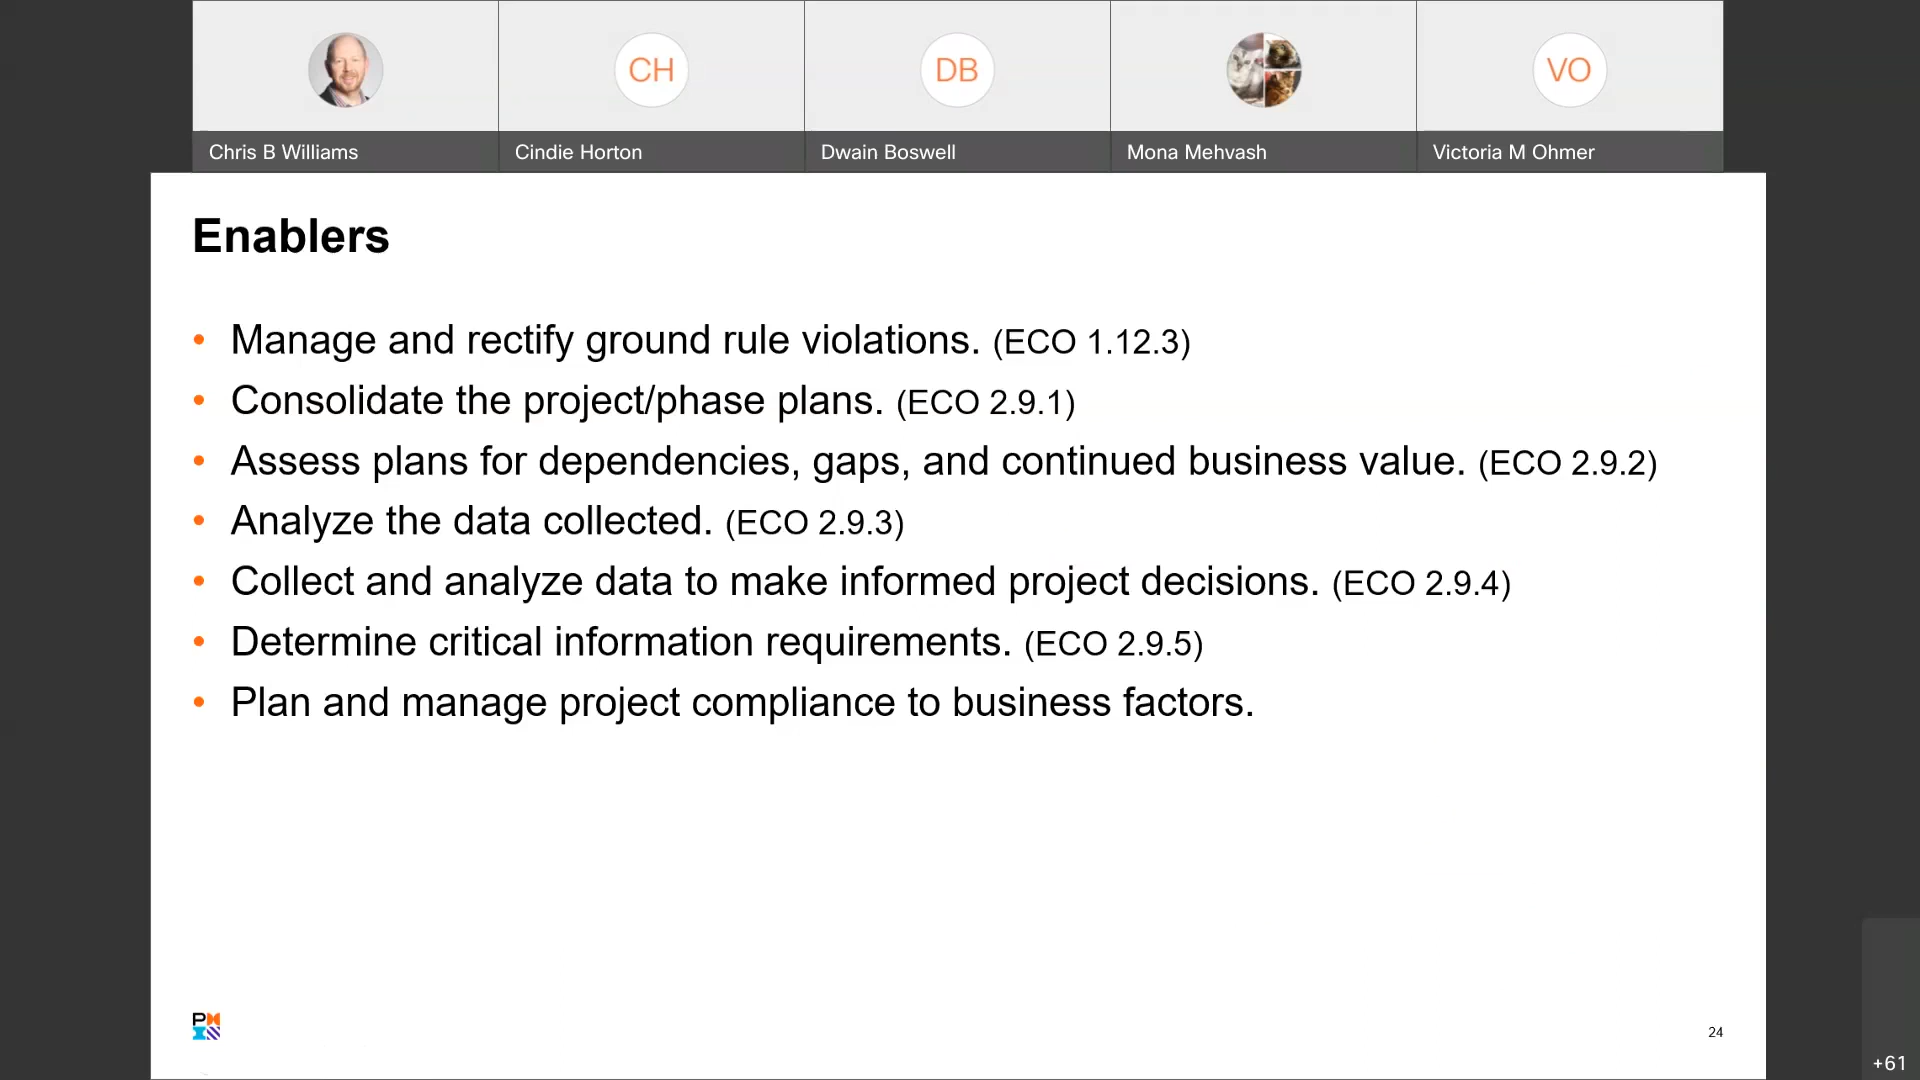 CH
DB
VO
Chris B Williams
Cindie Horton
Dwain Boswell
Mona Mehvash
Victoria M Ohmer
Enablers
• Manage and rectify ground rule violations. (ECO 1.12.3)
• Consolidate the project/phase plans. (ECO 2.9.1)
• Assess plans for dependencies, gaps, and continued business value. (ECO 2.9.2)
• Analyze the data collected. (ECO 2.9.3)
• Collect and analyze data to make informed project decisions. (ECO 2.9.4)
• Determine critical information requirements. (ECO 2.9.5)
• Plan and manage project compliance to business factors.
24
+61